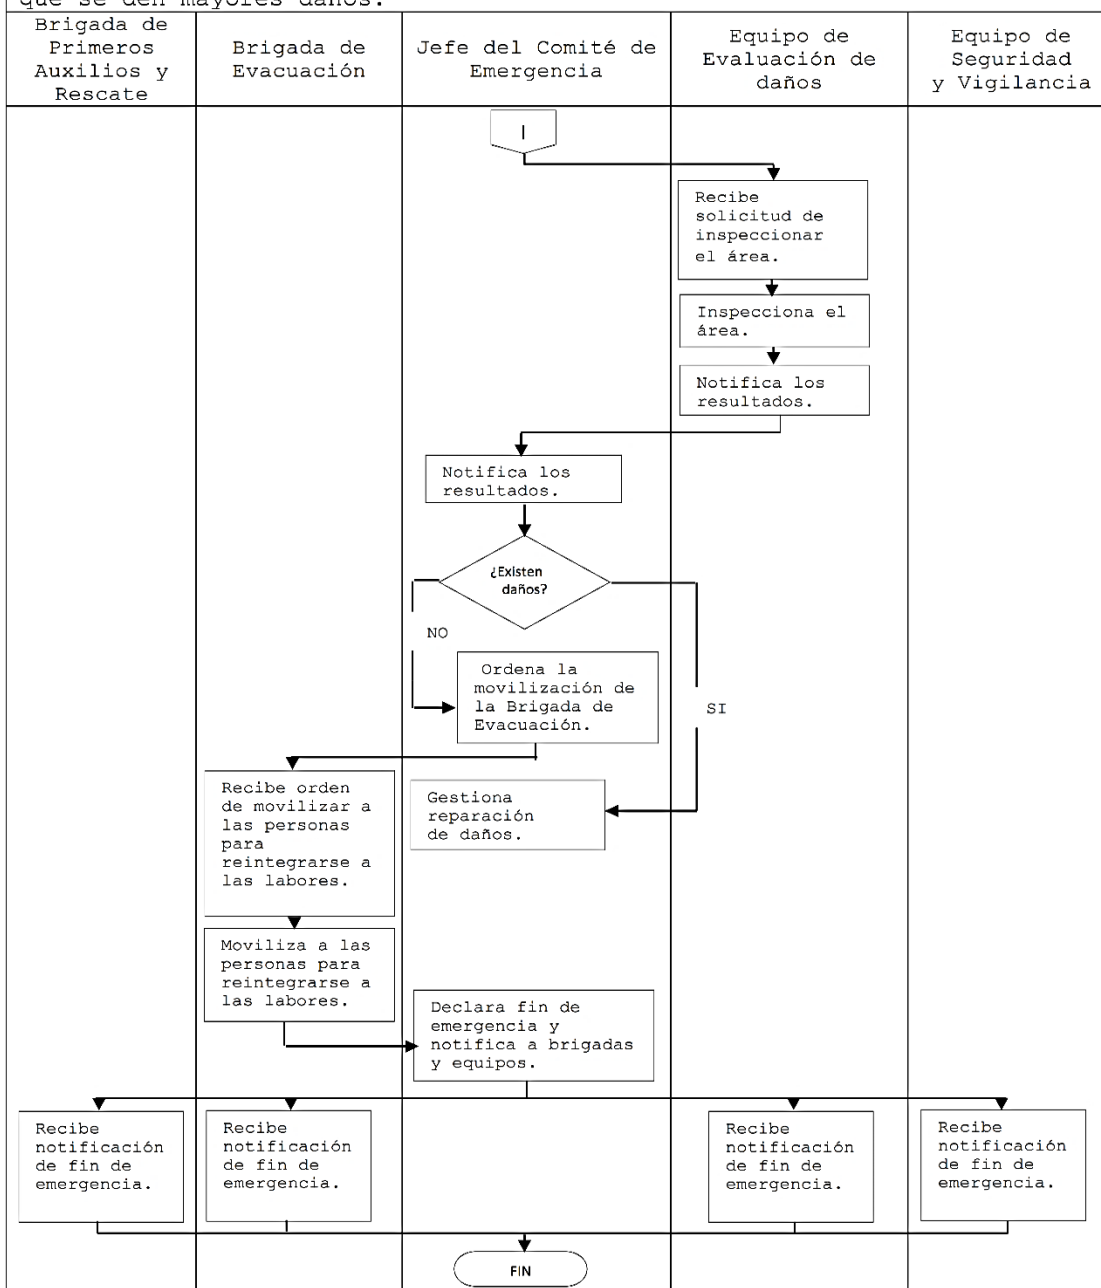 que se den mayores daños.
Brigada de
Primeros
Auxilios y
Rescate
Brigada de
Evacuación
Jefe del Comité de
Emergencia
Equipo de
Evaluación de
daños
Equipo de
Seguridad
y Vigilancia
I
Recibe
solicitud de
inspeccionar
el área.
Inspecciona el
área.
Notifica los
resultados.
Notifica los
resultados.
¿Existen
daños?
NO
SI
Ordena la
movilización de
la Brigada de
Evacuación.
Recibe orden
de movilizar a
las personas
para
reintegrarse a
las labores.
Gestiona
reparación
de daños.
Moviliza a las
personas para
reintegrarse a
las labores.
Declara fin de
emergencia y
notifica a brigadas
y equipos.
Recibe
notificación
de fin de
emergencia.
Recibe
notificación
de fin de
emergencia.
Recibe
notificación
de fin de
emergencia.
Recibe
notificación
de fin de
emergencia.
FIN